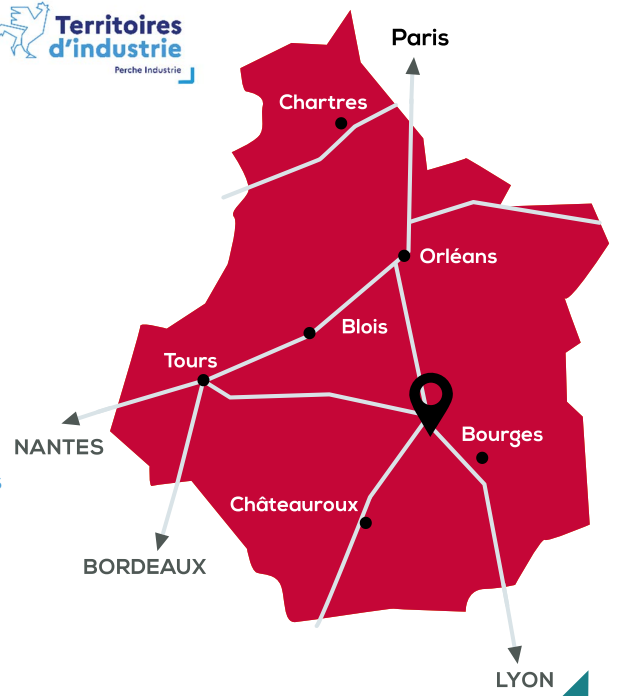 Territoires
d'industrie
Perche Industrie
Paris
Chartres
Orléans
Blois
Tours
NANTES
Bourges
Châteauroux
BORDEAUX
LYON